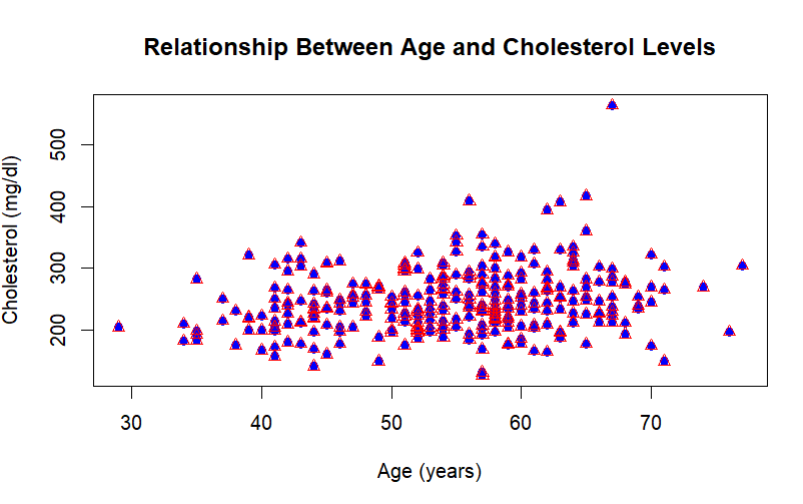 Relationship Between Age and Cholesterol Levels
500
400
300
200
Cholesterol (mg/dl)
30 40 50 60 70
Age (years)